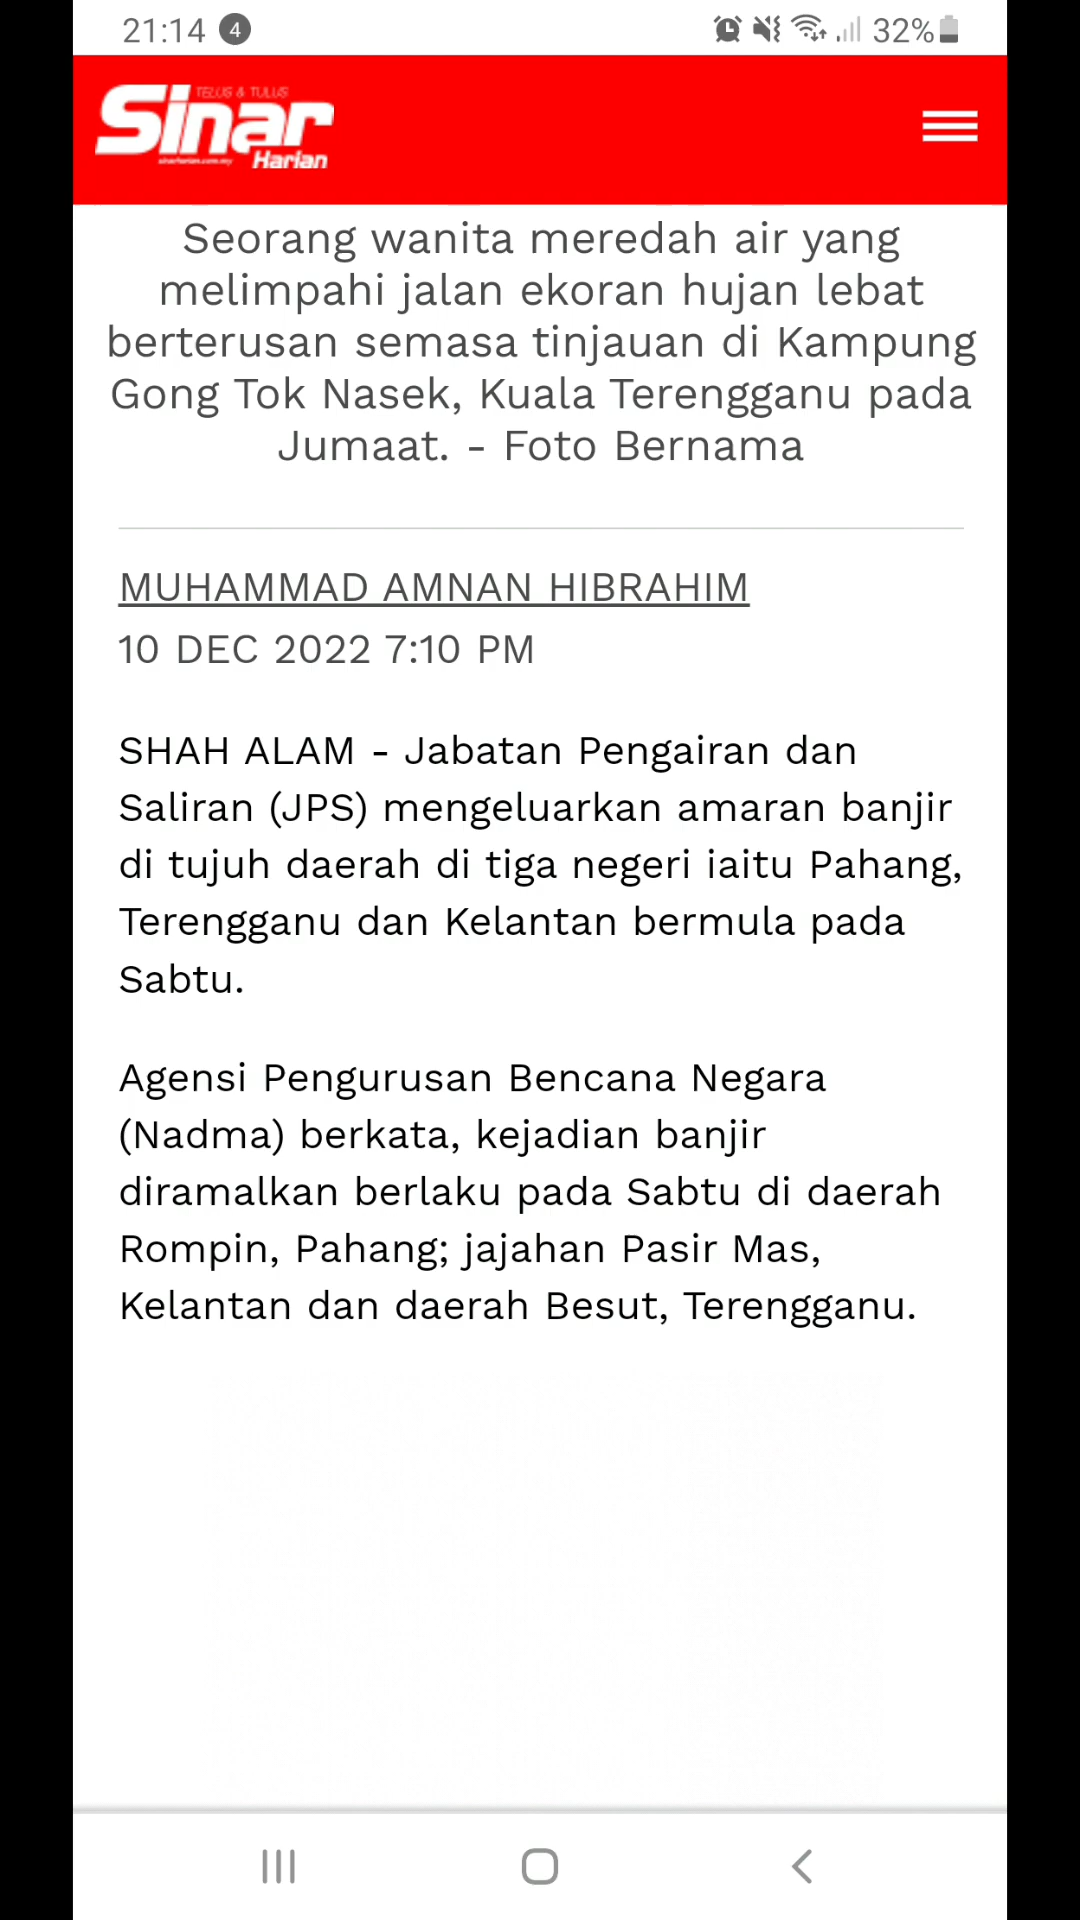 21:14 4 32%
TELUS & TULUS
Sinar
Harian
sinarharian.com.my
Seorang wanita meredah air yang
melimpahi jalan ekoran hujan lebat
berterusan semasa tinjauan di Kampung
Gong Tok Nasek, Kuala Terengganu pada
Jumaat. - Foto Bernama
MUHAMMAD AMNAN HIBRAHIM
10 DEC 2022 7:10 PM
SHAH ALAM - Jabatan Pengairan dan
Saliran (JPS) mengeluarkan amaran banjir
di tujuh daerah di tiga negeri iaitu Pahang,
Terengganu dan Kelantan bermula pada
Sabtu.
Agensi Pengurusan Bencana Negara
(Nadma) berkata, kejadian banjir
diramalkan berlaku pada Sabtu di daerah
Rompin, Pahang; jajahan Pasir Mas,
Kelantan dan daerah Besut, Terengganu.